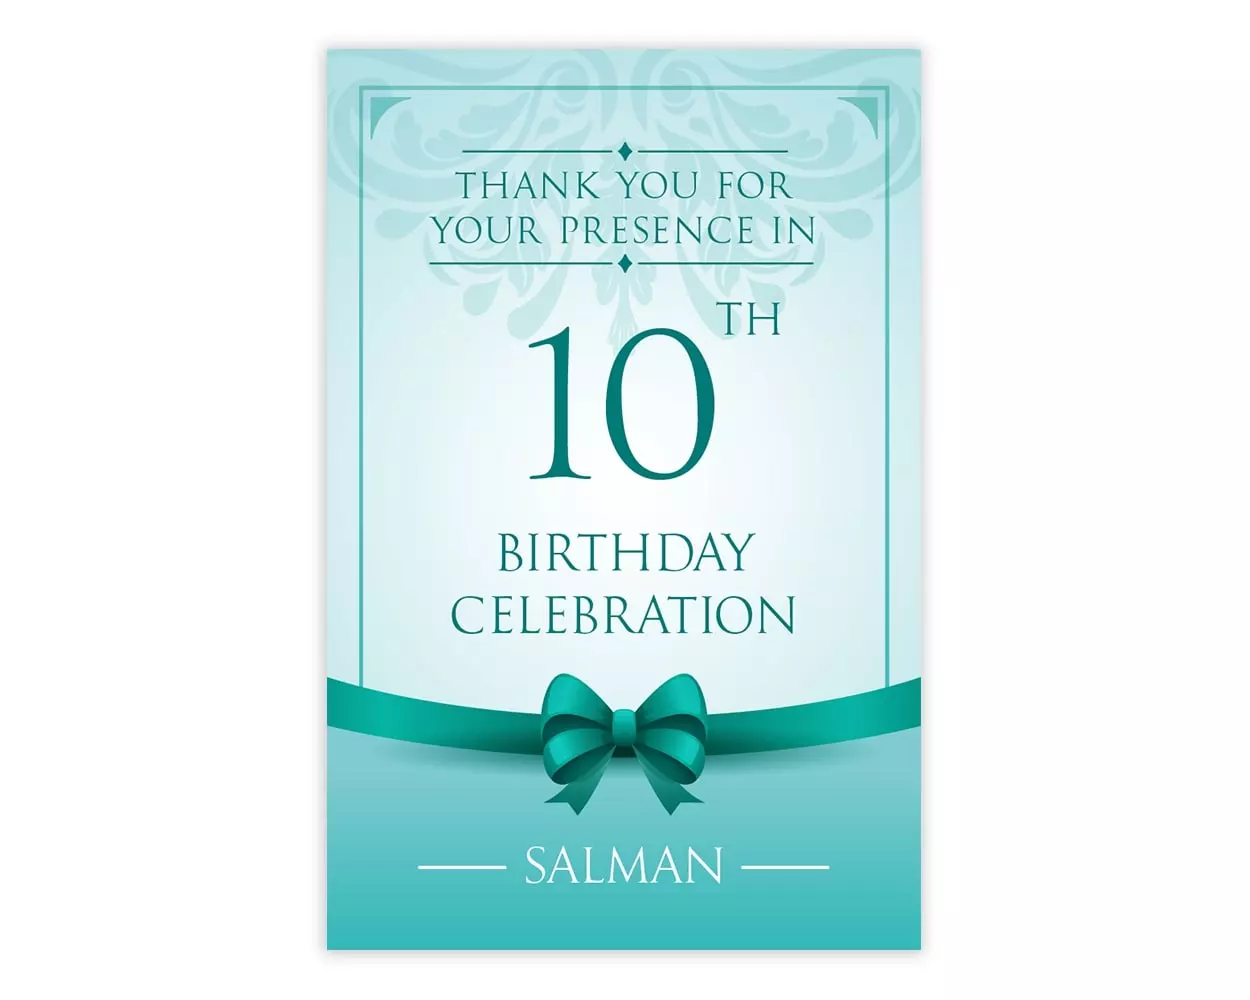 THANK YOU FOR
YOUR PRESENCE IN
10TH
BIRTHDAY
CELEBRATION
SALMAN